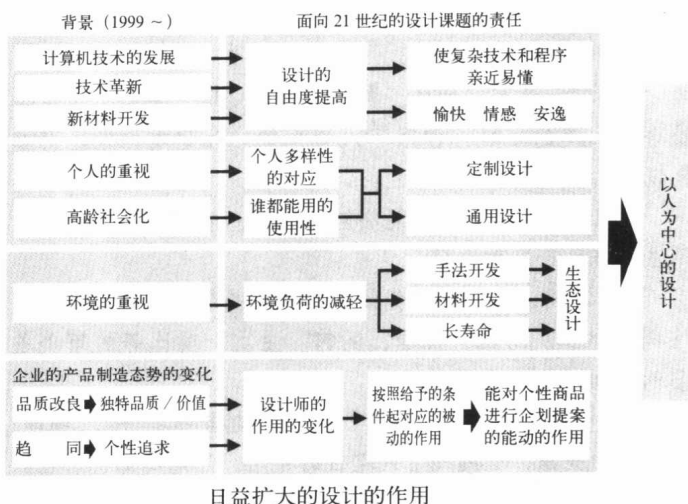 背景（1999 ～）
面向 21 世纪的设计课题的责任
计算机技术的发展
技术革新
新材料开发
设计的
自由度提高
使复杂技术和程序
亲近易懂
愉快 情感 安逸
个人的重视
高龄社会化
个人多样性
的对应
谁都能用的
使用性
定制设计
通用设计
环境的重视
环境负荷的减轻
手法开发
材料开发
长寿命
生态设计
企业的产品制造态势的变化
品质改良 独特品质 / 价值
趋 同 个性追求
设计师的
作用的变化
按照给予的条
件起对应的被
动的作用
能对个性商品
进行企划提案
的能动的作用
以人为中心的设计
日益扩大的设计的作用